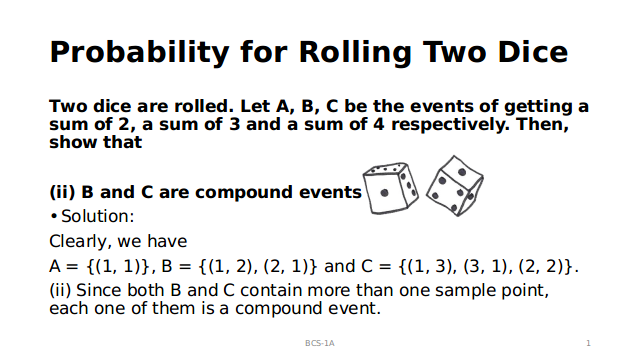 Probability for Rolling Two Dice
Two dice are rolled. Let A, B, C be the events of getting a
sum of 2, a sum of 3 and a sum of 4 respectively. Then,
show that
(ii) B and C are compound events
• Solution:
Clearly, we have
A = {(1, 1)}, B = {(1, 2), (2, 1)} and C = {(1, 3), (3, 1), (2, 2)}.
(ii) Since both B and C contain more than one sample point,
each one of them is a compound event.
BCS-1A
1